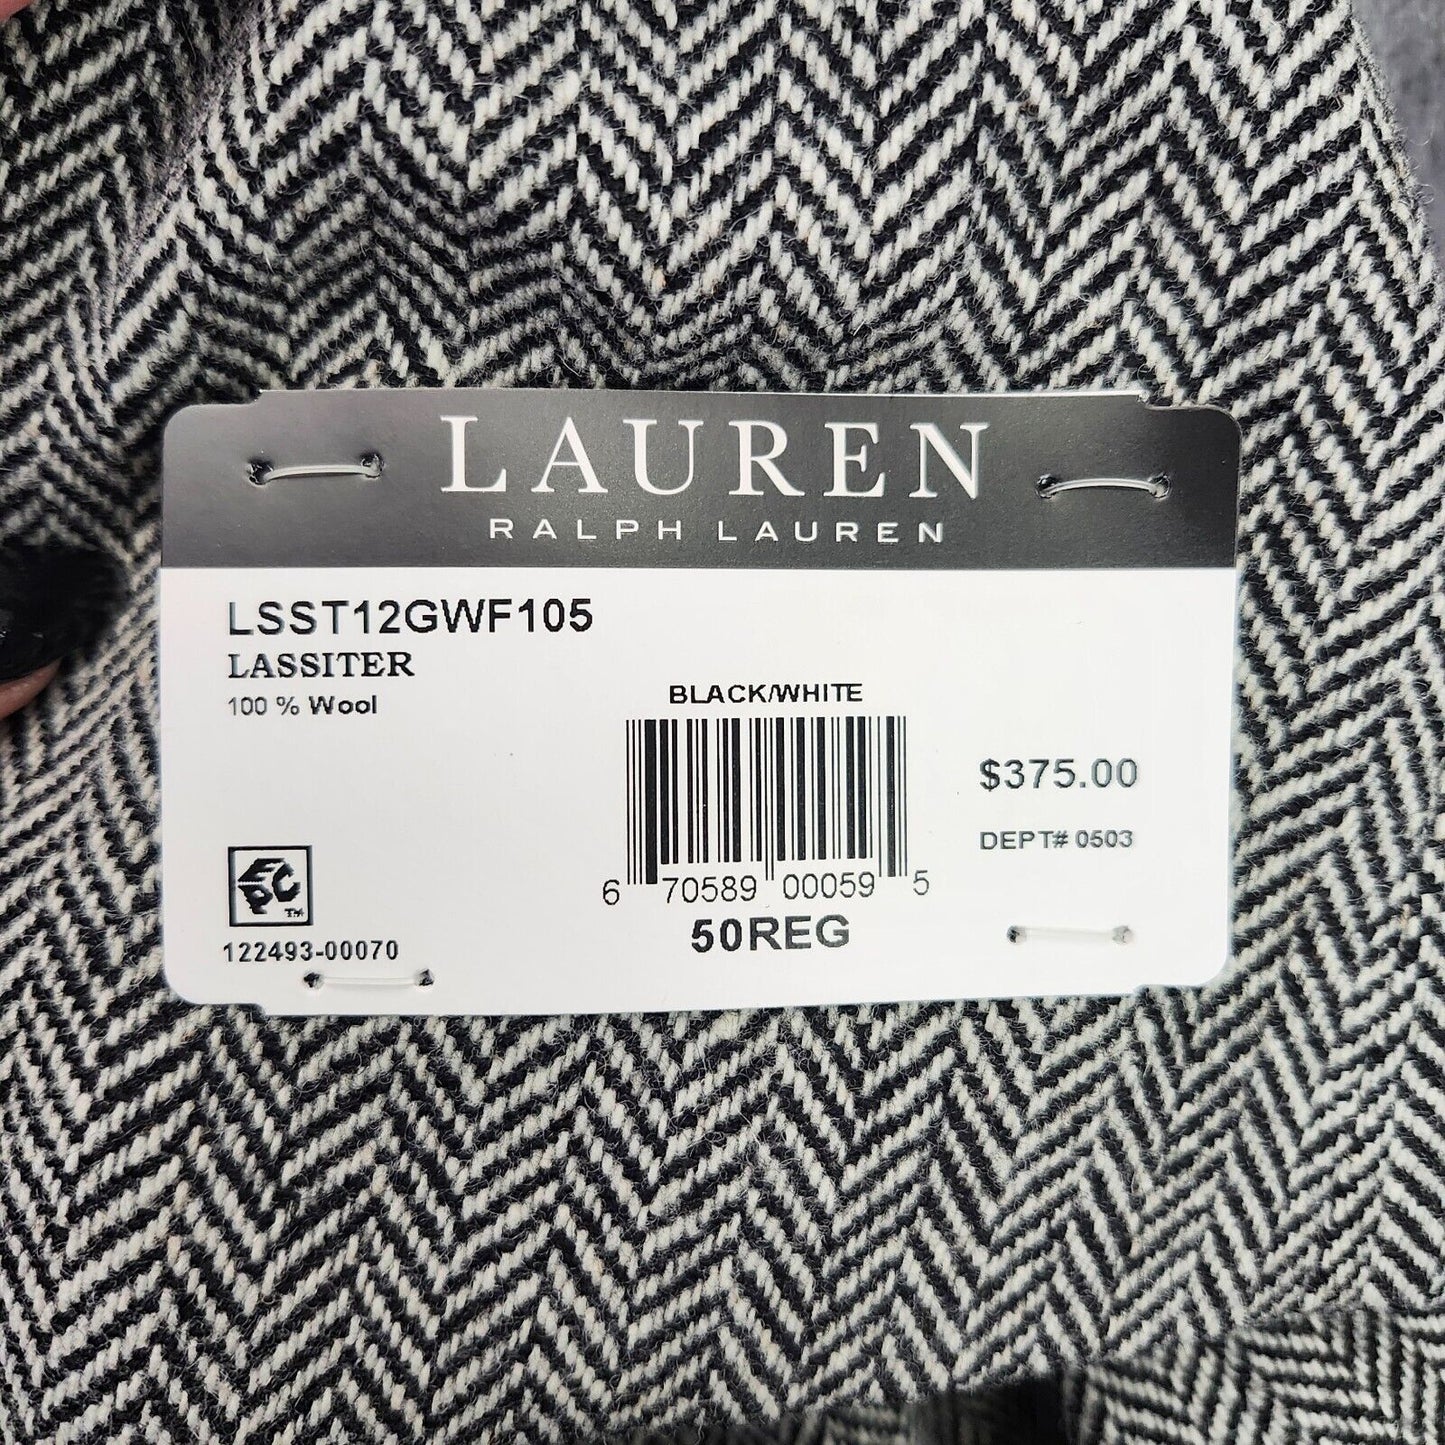 LAUREN
RALPH LAUREN
LSST12GWF105
LASSITER
100 % Wool
BLACK/WHITE
$375.00
DEPT# 0503
6 70589 00059 5
50REG
EPC™
122493-00070